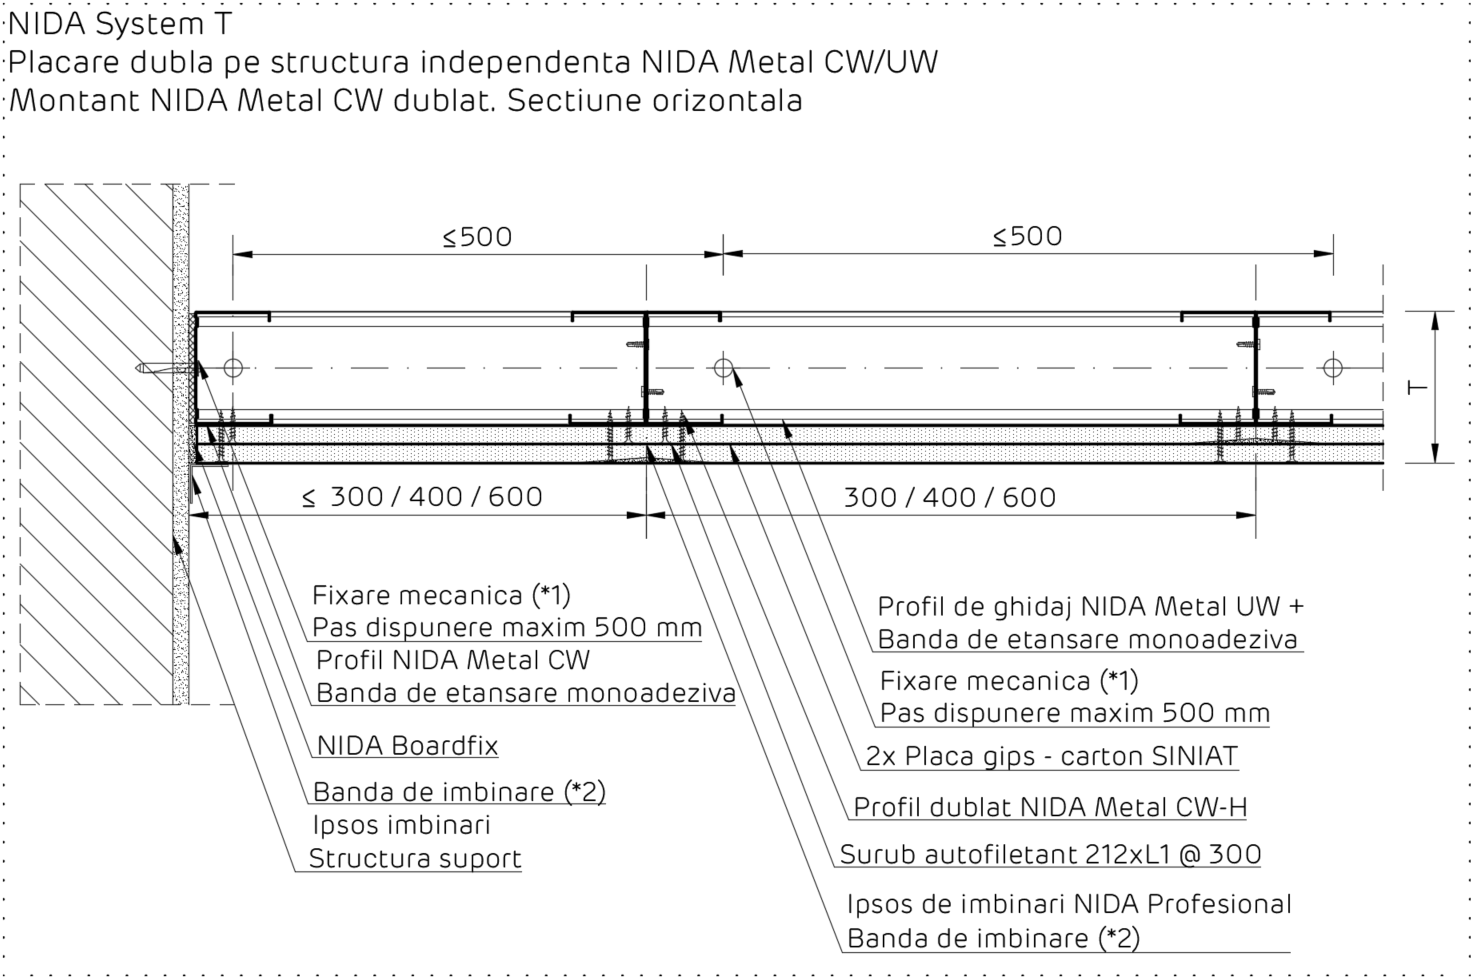 NIDA System T
Placare dubla pe structura independenta NIDA Metal CW/UW
Montant NIDA Metal CW dublat. Sectiune orizontala
≤500
≤500
T
≤ 300 / 400 / 600
300 / 400 / 600
Fixare mecanica (*1)
Pas dispunere maxim 500 mm
Profil NIDA Metal CW
Banda de etansare monoadeziva
NIDA Boardfix
Banda de imbinare (*2)
Ipsos imbinari
Structura suport
Profil de ghidaj NIDA Metal UW +
Banda de etansare monoadeziva
Fixare mecanica (*1)
Pas dispunere maxim 500 mm
2x Placa gips - carton SINIAT
Profil dublat NIDA Metal CW-H
Surub autofiletant 212xL1 @ 300
Ipsos de imbinari NIDA Profesional
Banda de imbinare (*2)